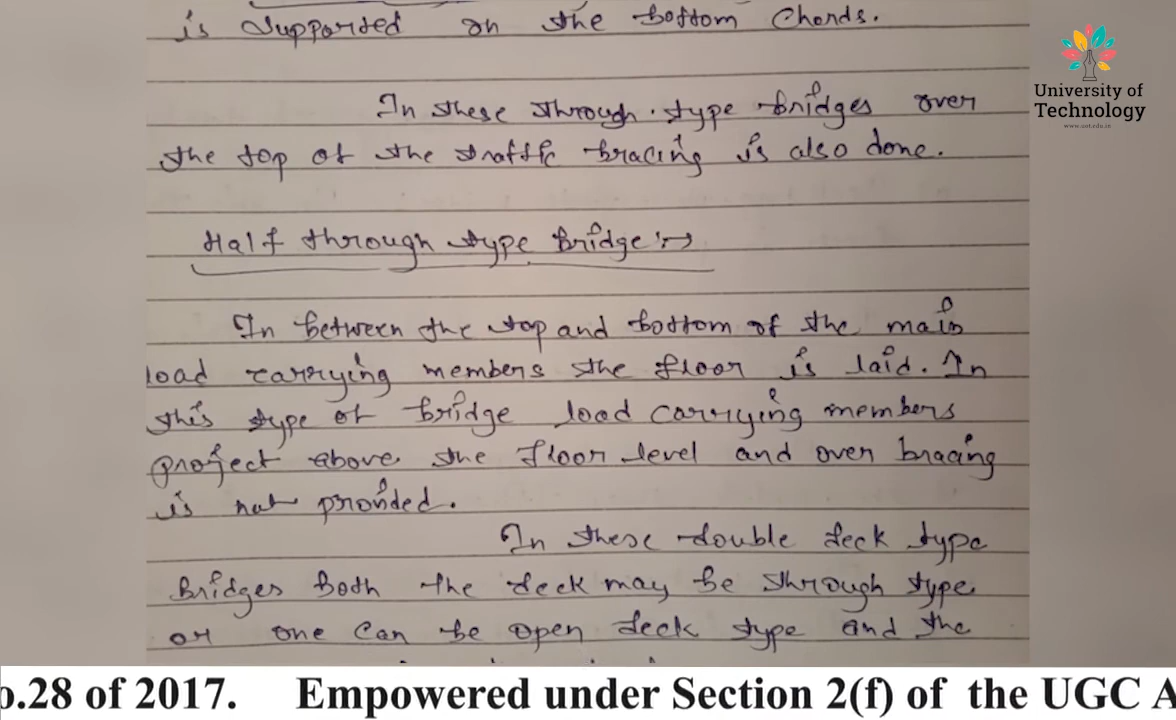 is supported on the bottom chords.
University of
Technology
www.uot.edu.in
In these through type bridges over
the top of the traffic bracing is also done.
Half through type Bridge:→
In between the top and bottom of the main
load carrying members the floor is laid. In
this type of bridge load carrying members
project above the floor level and over bracing
is not provided.
In these double deck type
Bridges both the deck may be through type
or one can be open deck type and the
o.28 of 2017. Empowered under Section 2(f) of the UGC A